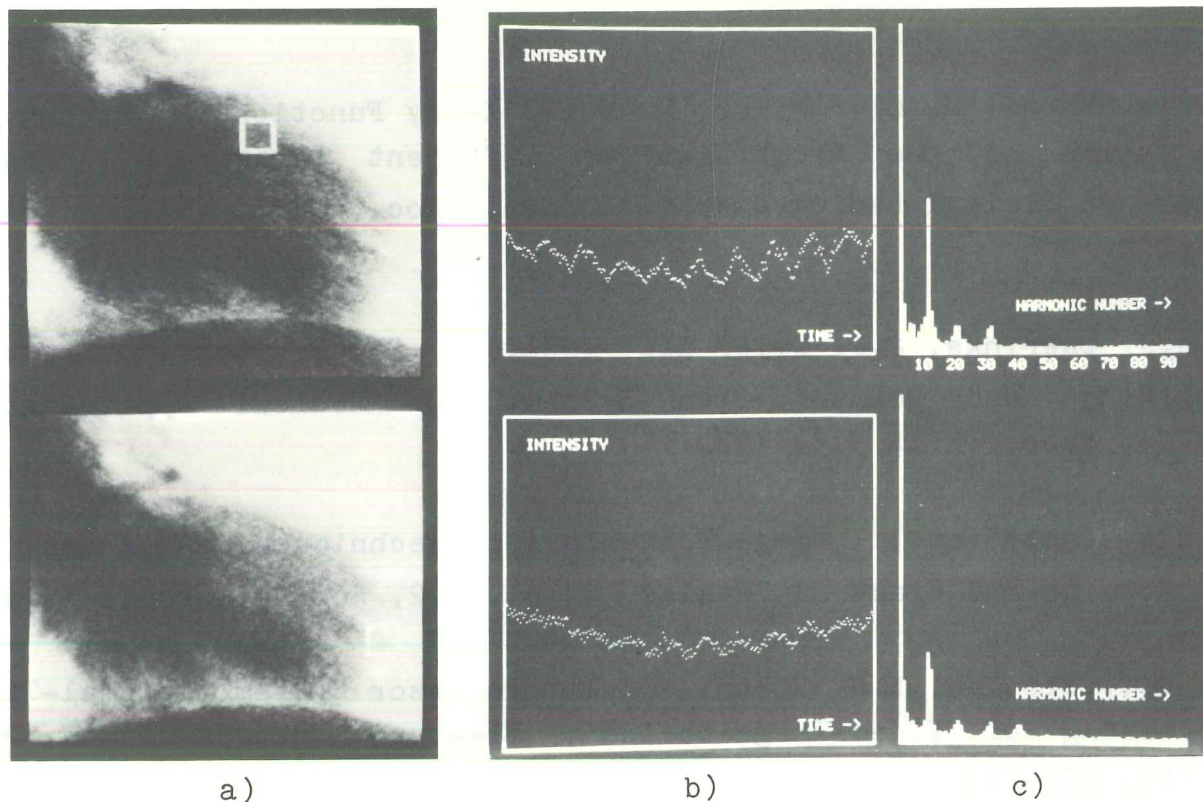 INTENSITY
TIME ->
HARMONIC NUMBER ->
10 20 30 40 50 60 70 80 90
INTENSITY
TIME ->
HARMONIC NUMBER ->
a) b) c)